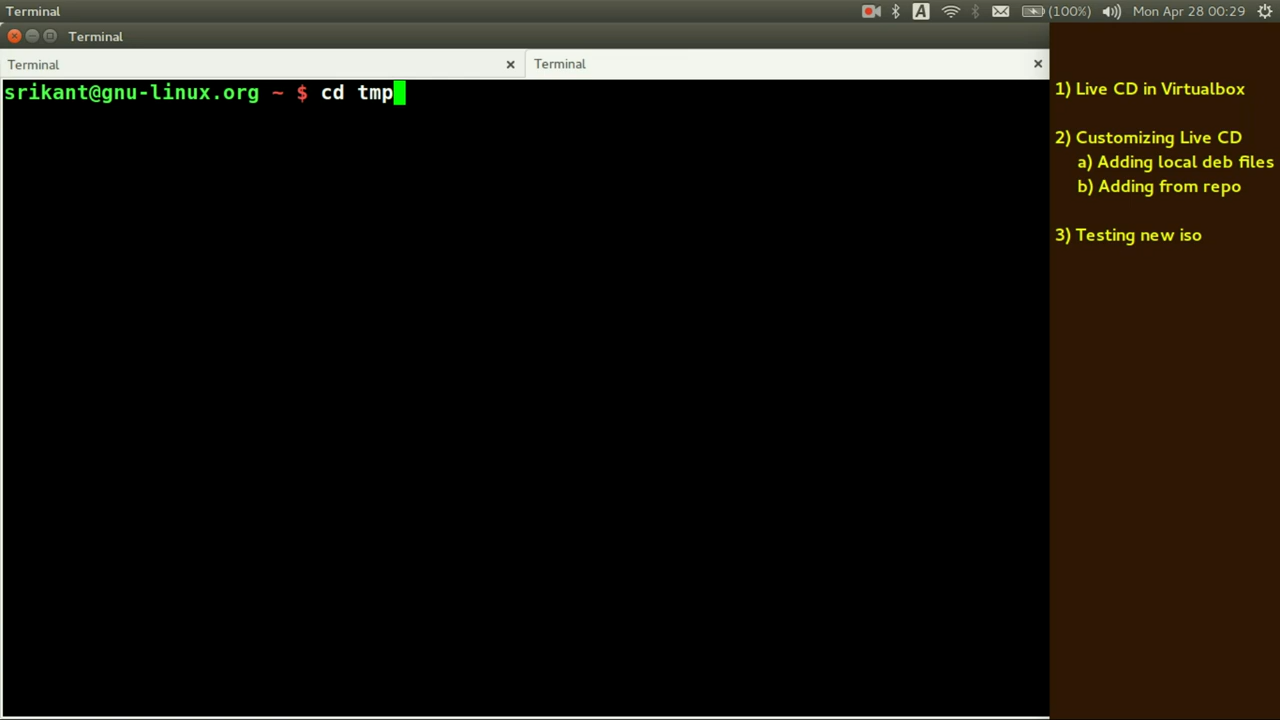 Terminal
A
(100%)
Mon Apr 28 00:29
Terminal
Terminal
Terminal
srikant@gnu-linux.org ~ $ cd tmp
1) Live CD in Virtualbox
2) Customizing Live CD
a) Adding local deb files
b) Adding from repo
3) Testing new iso